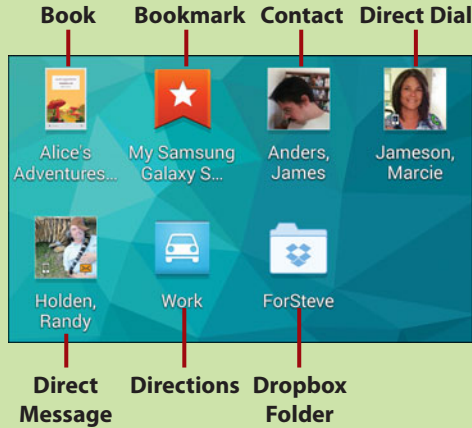 Book Bookmark Contact Direct Dial
Alice's My Samsung Anders, Jameson,
Adventures... Galaxy S... James Marcie
Holden, Work ForSteve
Randy
Direct Directions Dropbox
Message Folder